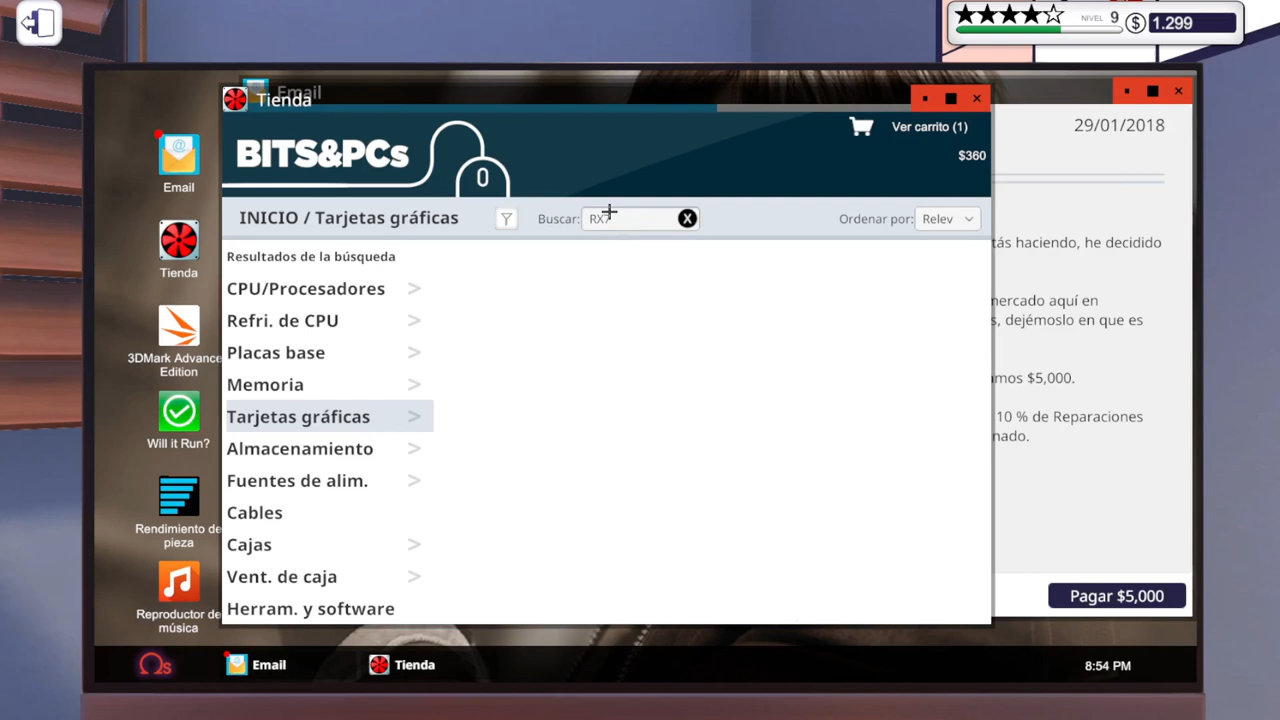 NIVEL 9 $ 1.299
Email
Tienda
29/01/2018
BITS&PCs
Ver carrito (1)
$360
INICIO / Tarjetas gráficas
Buscar: RX7
X
Ordenar por: Relev
Resultados de la búsqueda
CPU/Procesadores >
Refri. de CPU >
Placas base >
Memoria >
Tarjetas gráficas >
Almacenamiento >
Fuentes de alim. >
Cables
Cajas >
Vent. de caja >
Herram. y software
Email
Tienda
3DMark Advance
Edition
Will it Run?
Rendimiento de
pieza
Reproductor de
música
tás haciendo, he decidido
mercado aquí en
s, dejémoslo en que es
amos $5,000.
10 % de Reparaciones
nado.
Pagar $5,000
Ωs
Email
Tienda
8:54 PM